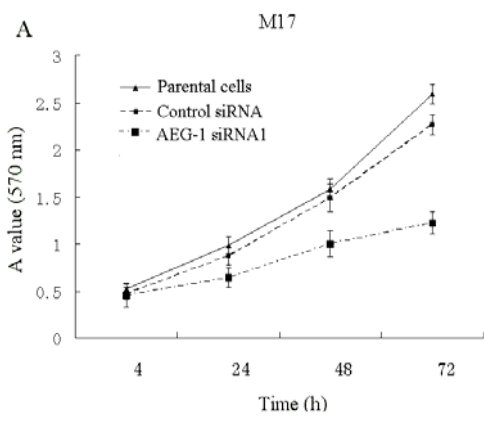 A
M17
3
2.5
2
1.5
1
0.5
0
A value (570 nm)
Parental cells
Control siRNA
AEG-1 siRNA1
4 24 48 72
Time (h)